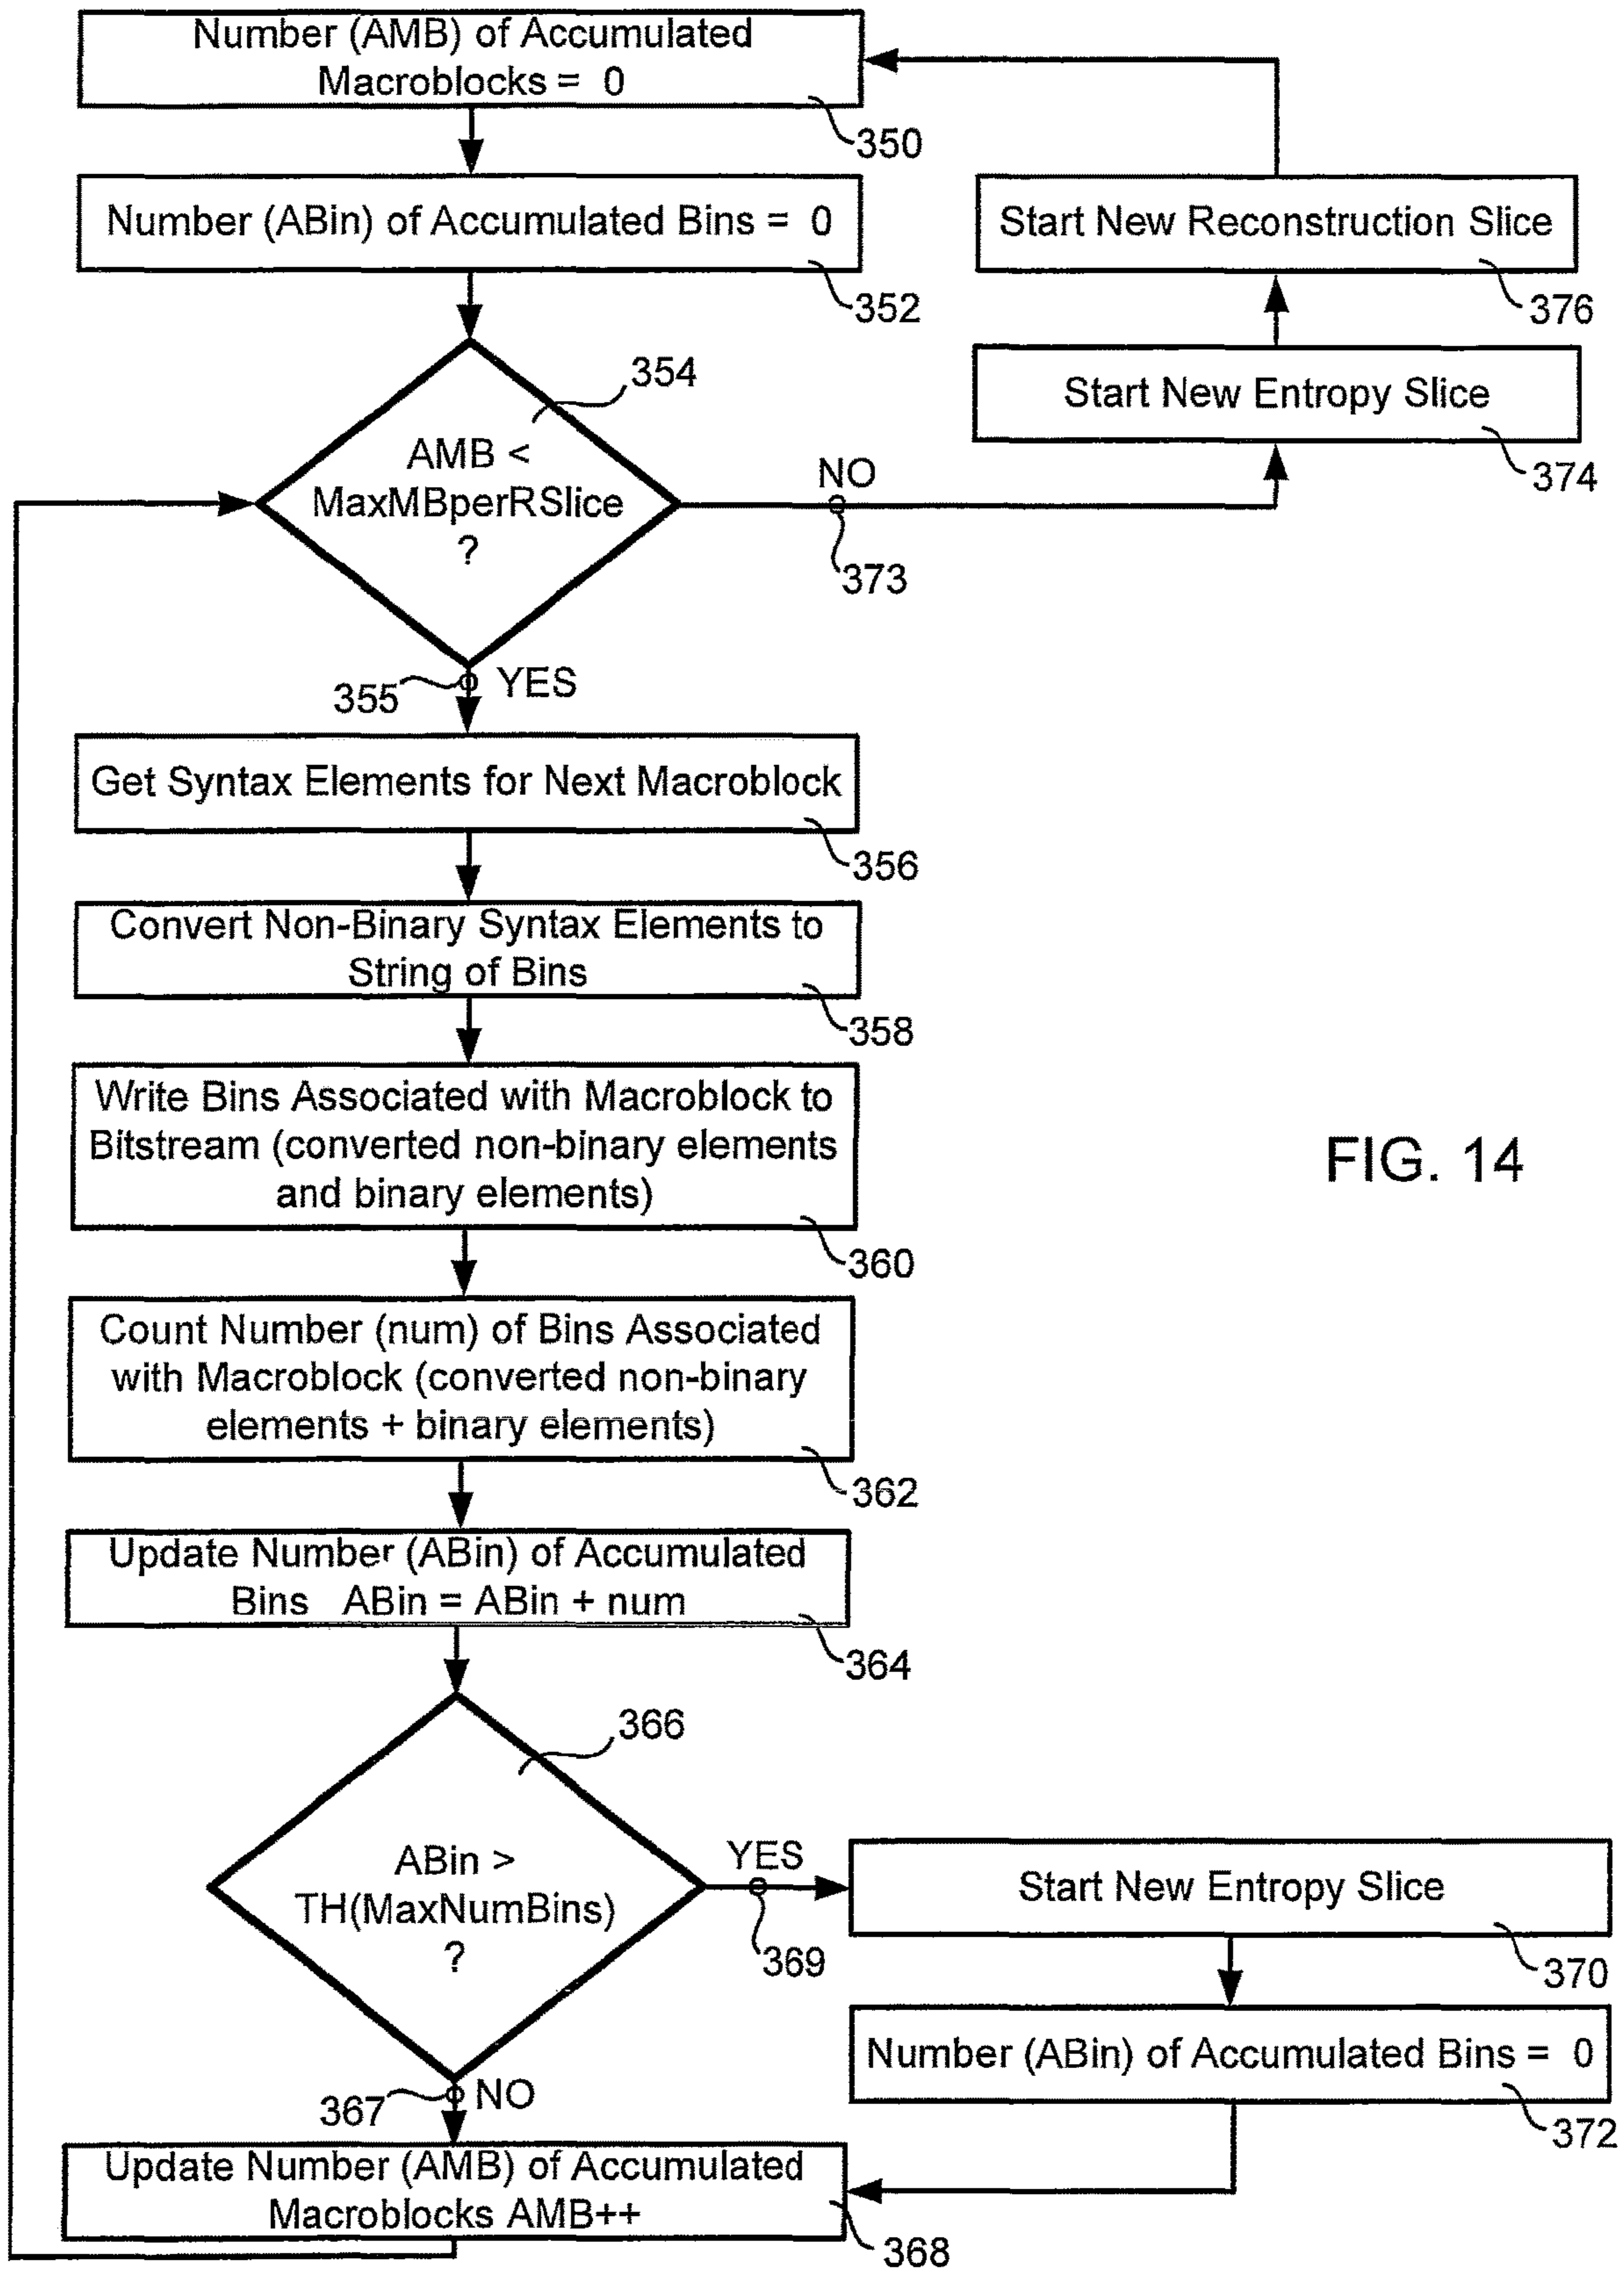 Number (AMB) of Accumulated
Macroblocks = 0
350
Number (ABin) of Accumulated Bins = 0
352
Start New Reconstruction Slice
376
Start New Entropy Slice
374
354
AMB <
MaxMBperRSlice
?
NO
373
355
YES
Get Syntax Elements for Next Macroblock
356
Convert Non-Binary Syntax Elements to
String of Bins
358
Write Bins Associated with Macroblock to
Bitstream (converted non-binary elements
and binary elements)
360
FIG. 14
Count Number (num) of Bins Associated
with Macroblock (converted non-binary
elements + binary elements)
362
Update Number (ABin) of Accumulated
Bins ABin = ABin + num
364
366
ABin >
TH(MaxNumBins)
?
YES
369
Start New Entropy Slice
370
Number (ABin) of Accumulated Bins = 0
372
367
NO
Update Number (AMB) of Accumulated
Macroblocks AMB++
368